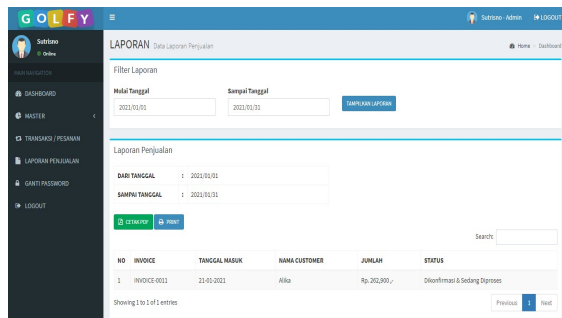 GOLFY
Sutrisno - Admin LOGOUT
Sutrisno
Online
MAIN NAVIGATION
DASHBOARD
MASTER
TRANSAKSI / PESANAN
LAPORAN PENJUALAN
GANTI PASSWORD
LOGOUT
LAPORAN Data Laporan Penjualan
Home > Dashboard
Filter Laporan
Mulai Tanggal Sampai Tanggal
2021/01/01 2021/01/31 TAMPILKAN LAPORAN
Laporan Penjualan
DARI TANGGAL : 2021/01/01
SAMPAI TANGGAL : 2021/01/31
CETAK PDF PRINT
Search:
NO INVOICE TANGGAL MASUK NAMA CUSTOMER JUMLAH STATUS
1 INVOICE-0011 21-01-2021 Alika Rp. 262,900 ,- Dikonfirmasi & Sedang Diproses
Showing 1 to 1 of 1 entries
Previous 1 Next